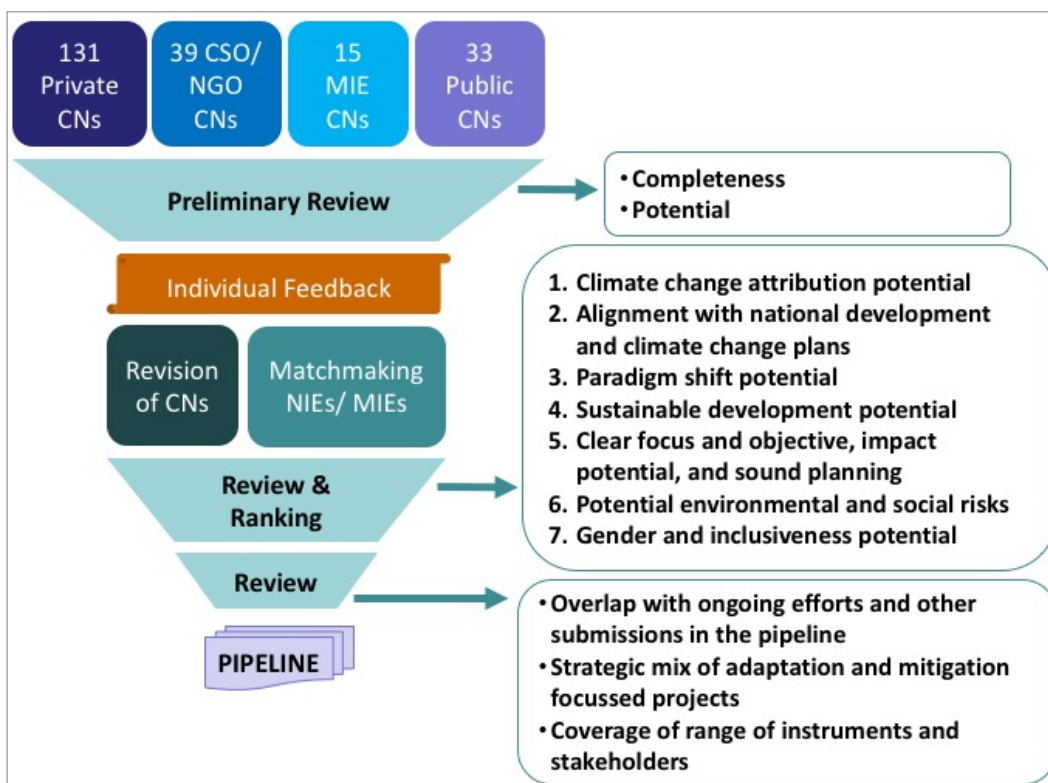 131
Private
CNs
39 CSO/
NGO
CNs
15
MIE
CNs
33
Public
CNs
Preliminary Review
• Completeness
• Potential
Individual Feedback
Revision
of CNs
Matchmaking
NIEs/ MIEs
1. Climate change attribution potential
2. Alignment with national development
and climate change plans
3. Paradigm shift potential
4. Sustainable development potential
5. Clear focus and objective, impact
potential, and sound planning
6. Potential environmental and social risks
7. Gender and inclusiveness potential
Review &
Ranking
Review
PIPELINE
• Overlap with ongoing efforts and other
submissions in the pipeline
• Strategic mix of adaptation and mitigation
focussed projects
• Coverage of range of instruments and
stakeholders